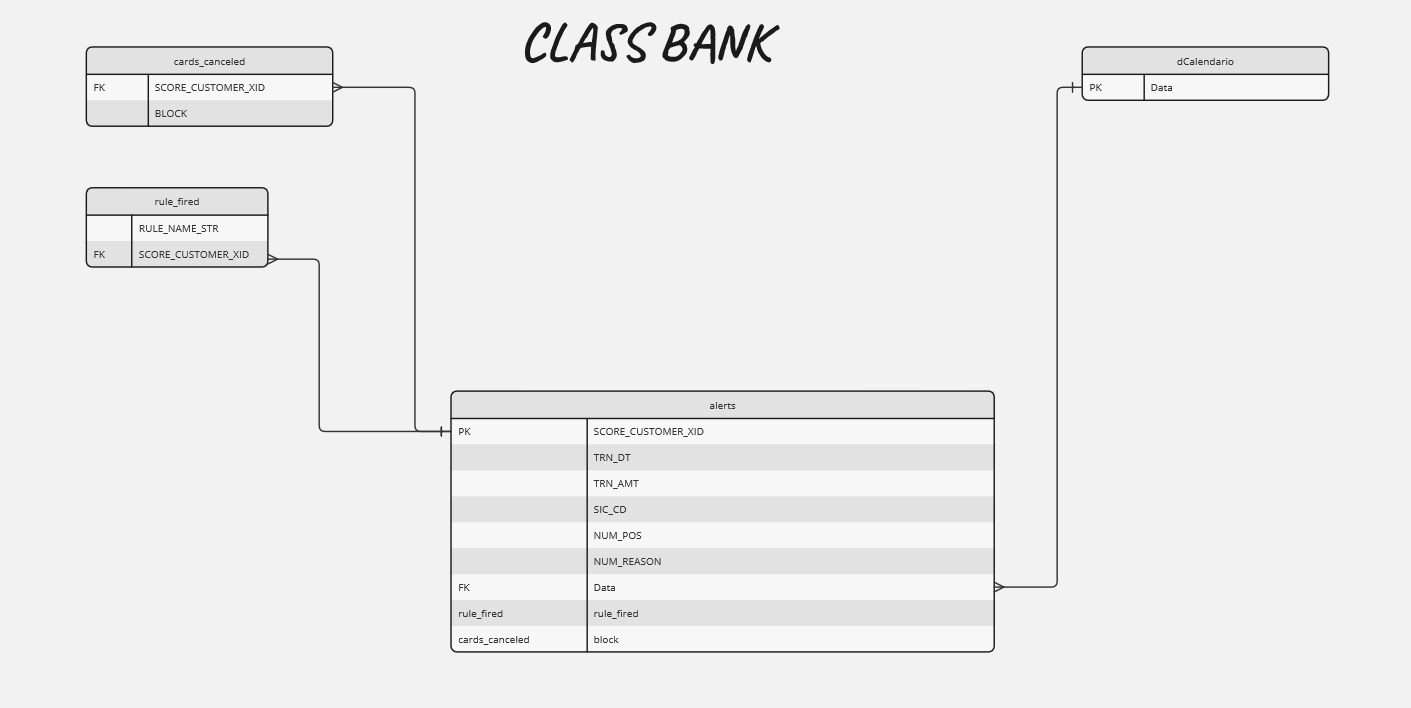 CLASS BANK
cards_canceled
FK SCORE_CUSTOMER_XID
BLOCK
dCalendario
PK Data
rule_fired
RULE_NAME_STR
FK SCORE_CUSTOMER_XID
alerts
PK SCORE_CUSTOMER_XID
TRN_DT
TRN_AMT
SIC_CD
NUM_POS
NUM_REASON
FK Data
rule_fired rule_fired
cards_canceled block